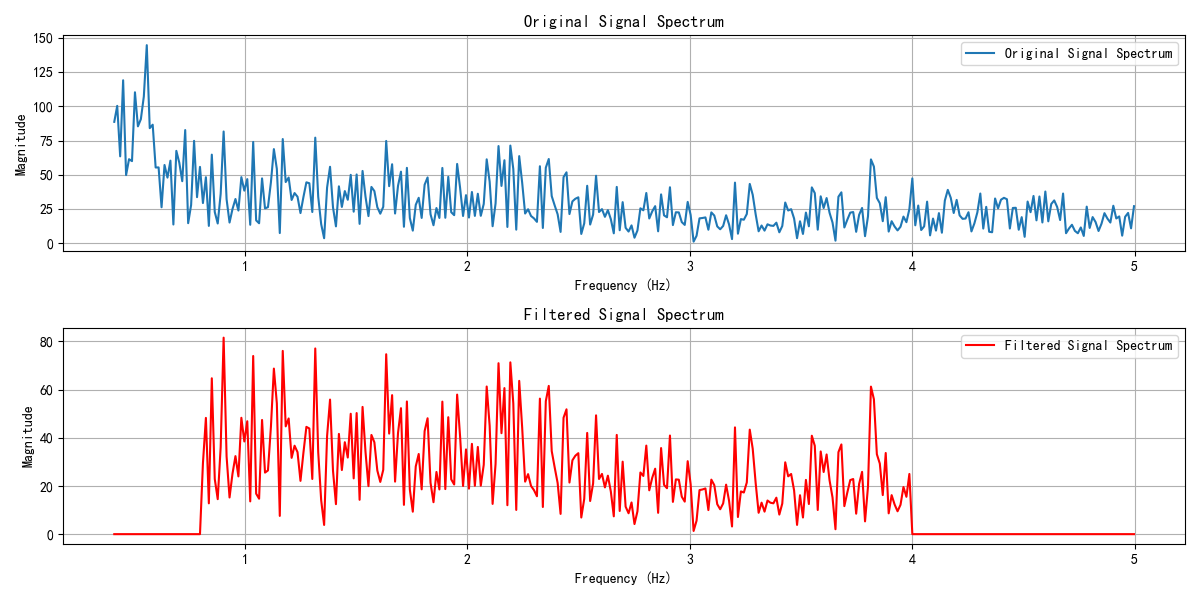 Original Signal Spectrum
150
125
100
75
50
25
0
Magnitude
Original Signal Spectrum
1 2 3 4 5
Frequency (Hz)
Filtered Signal Spectrum
80
60
40
20
0
Magnitude
Filtered Signal Spectrum
1 2 3 4 5
Frequency (Hz)